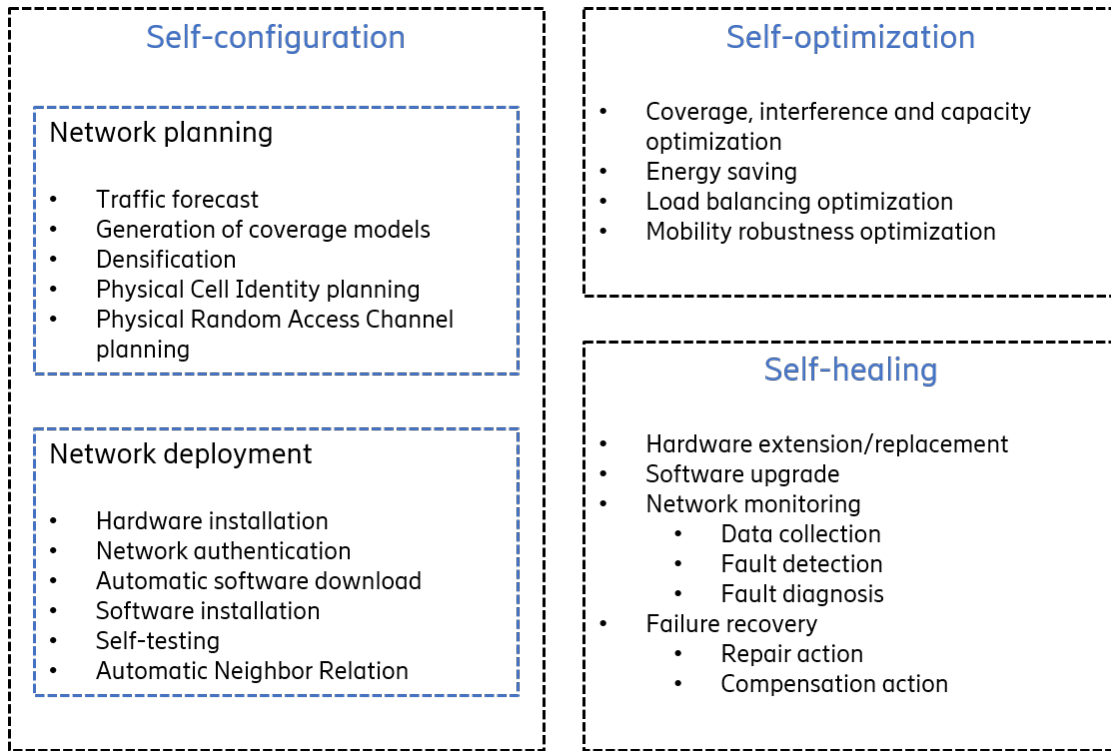 Self-configuration
Network planning
• Traffic forecast
• Generation of coverage models
• Densification
• Physical Cell Identity planning
• Physical Random Access Channel
planning
Network deployment
• Hardware installation
• Network authentication
• Automatic software download
• Software installation
• Self-testing
• Automatic Neighbor Relation
Self-optimization
• Coverage, interference and capacity
optimization
• Energy saving
• Load balancing optimization
• Mobility robustness optimization
Self-healing
• Hardware extension/replacement
• Software upgrade
• Network monitoring
• Data collection
• Fault detection
• Fault diagnosis
• Failure recovery
• Repair action
• Compensation action